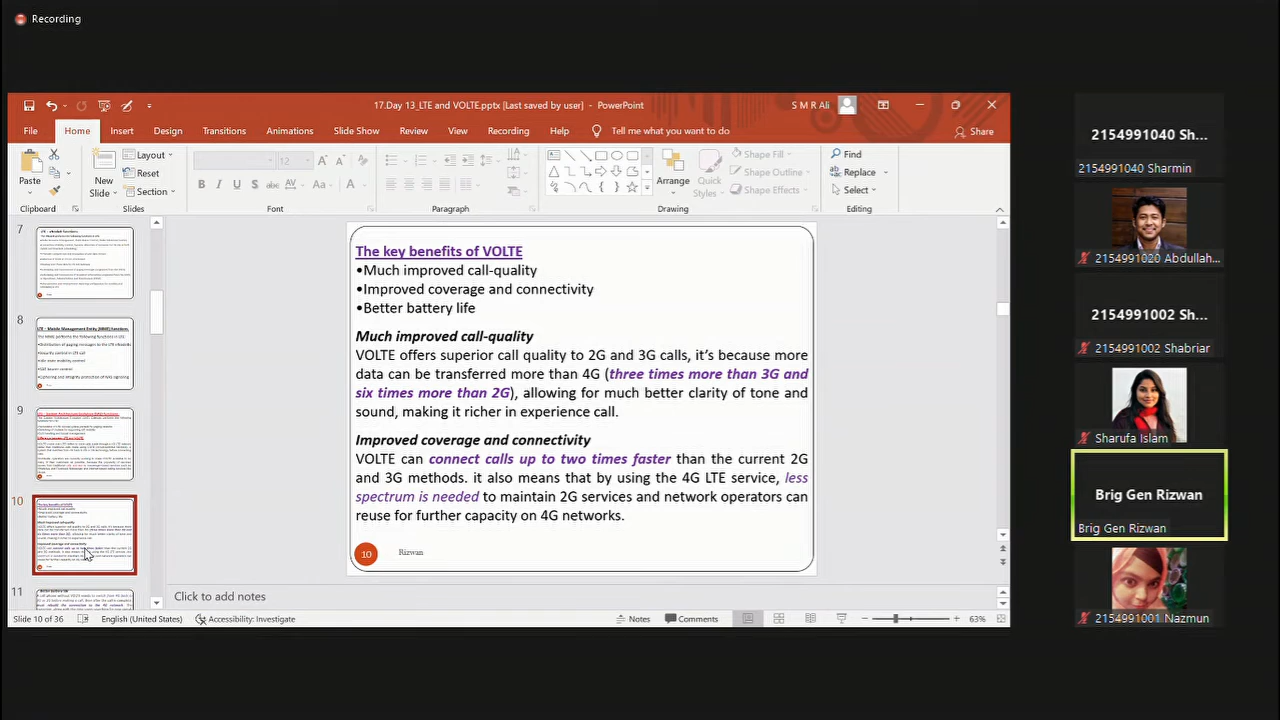 Recording
17.Day 13_LTE and VOLTE.pptx [Last saved by user] - PowerPoint
S M R Ali
File Home Insert Design Transitions Animations Slide Show Review View Recording Help Tell me what you want to do
Share
Paste
Clipboard
New
Slide
Layout
Reset
Section
Slides
12
B I U S abc AV Aa A
Font
Paragraph
Arrange
Quick
Styles
Shape Fill
Shape Outline
Shape Effects
Drawing
Find
Replace
Select
Editing
7
8
9
10
11
The key benefits of VOLTE
•Much improved call-quality
•Improved coverage and connectivity
•Better battery life
Much improved call-quality
VOLTE offers superior call quality to 2G and 3G calls, it's because more
data can be transferred more than 4G (three times more than 3G and
six times more than 2G), allowing for much better clarity of tone and
sound, making it richer in experience call.
Improved coverage and connectivity
VOLTE can connect calls up to two times faster than the current 2G
and 3G methods. it also means that by using the 4G LTE service, less
spectrum is needed to maintain 2G services and network operators can
reuse for further capacity on 4G networks.
10 Rizwan
Click to add notes
Slide 10 of 36 English (United States) Accessibility: Investigate Notes Comments 63%
2154991040 Sh...
2154991040 Sharmin
2154991020 Abdullah...
2154991002 Sh...
2154991002 Shabriar
Sharufa Islam
Brig Gen Rizwan
Brig Gen Rizwan
2154991001 Nazmun